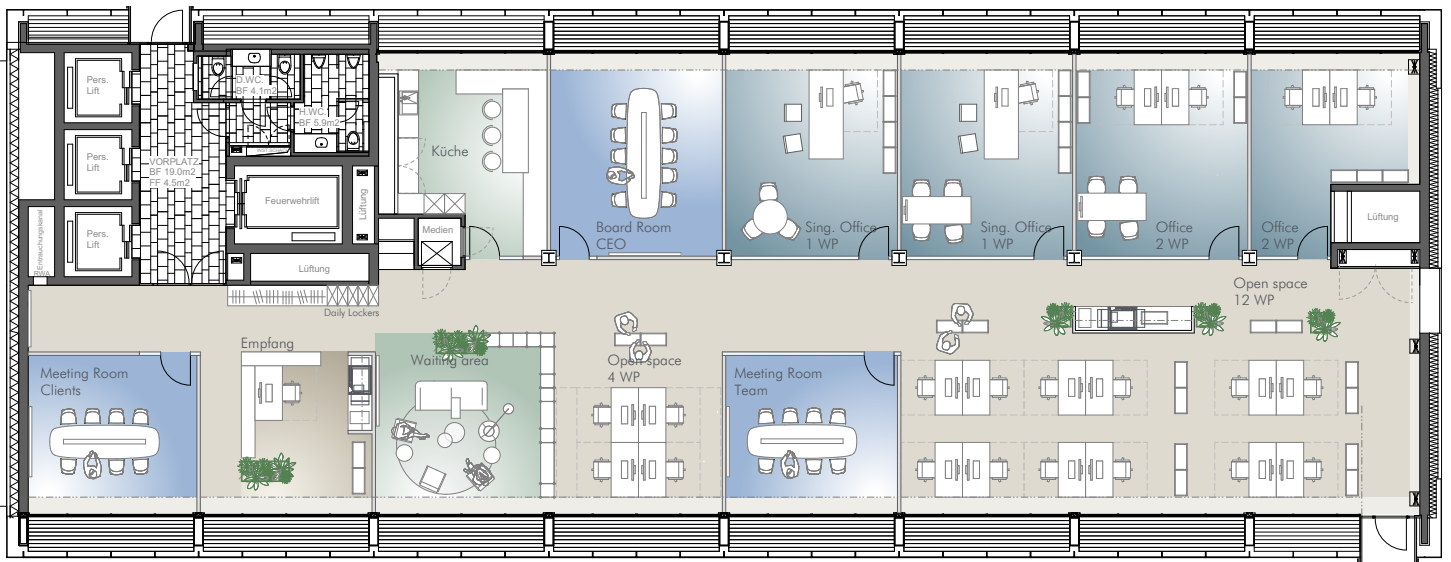 Pers.
Lift
Pers.
Lift
Pers.
Lift
VORPLATZ
BF 19.0m2
FF 4.5m2
D.WC.
BF 4.1m2
H.WC.
BF 5.9m2
Feuerwehrlift
Lüftung
Lüftung
Entrauchungskanal
RWA
Küche
Medien
Board Room
CEO
Sing. Office
1 WP
Sing. Office
1 WP
Office
2 WP
Office
2 WP
Lüftung
Daily Lockers
Open space
12 WP
Empfang
Waiting area
Open space
4 WP
Meeting Room
Clients
Meeting Room
Team